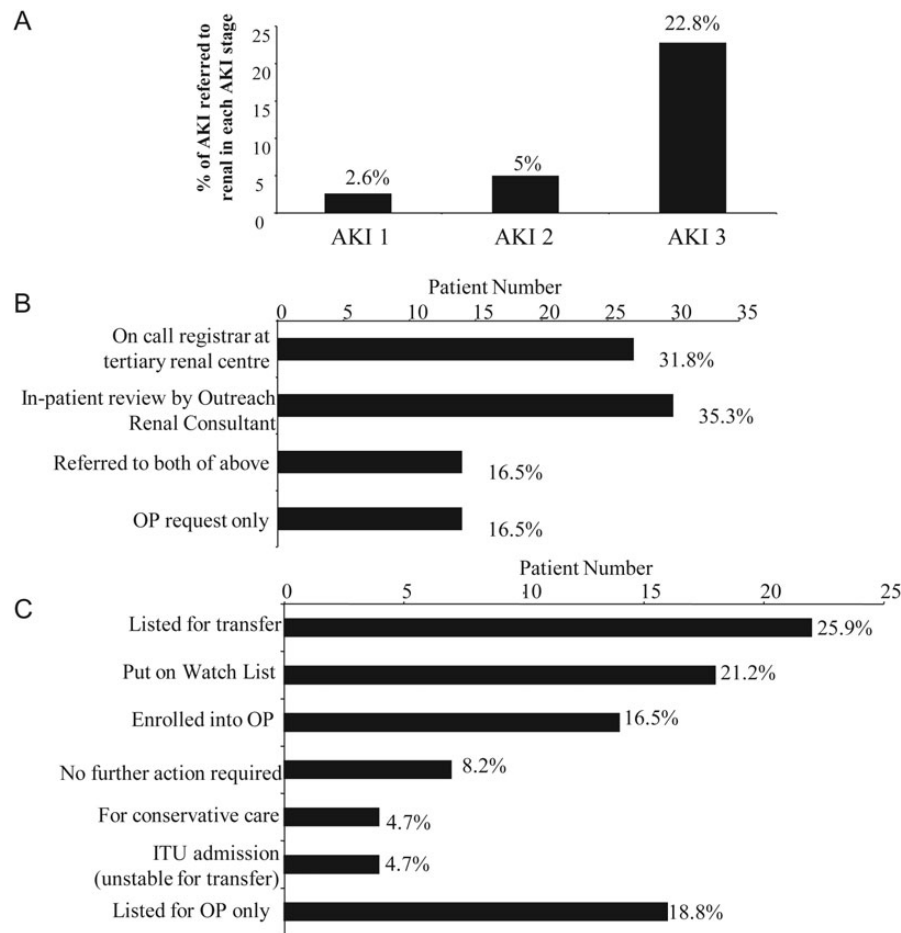 A
% of AKI referred to
renal in each AKI stage
25
20
15
10
5
0
2.6%
5%
22.8%
AKI 1
AKI 2
AKI 3
B
Patient Number
0 5 10 15 20 25 30 35
On call registrar at
tertiary renal centre
31.8%
In-patient review by Outreach
Renal Consultant
35.3%
Referred to both of above
16.5%
OP request only
16.5%
C
Patient Number
0 5 10 15 20 25
Listed for transfer
25.9%
Put on Watch List
21.2%
Enrolled into OP
16.5%
No further action required
8.2%
For conservative care
4.7%
ITU admission
(unstable for transfer)
4.7%
Listed for OP only
18.8%